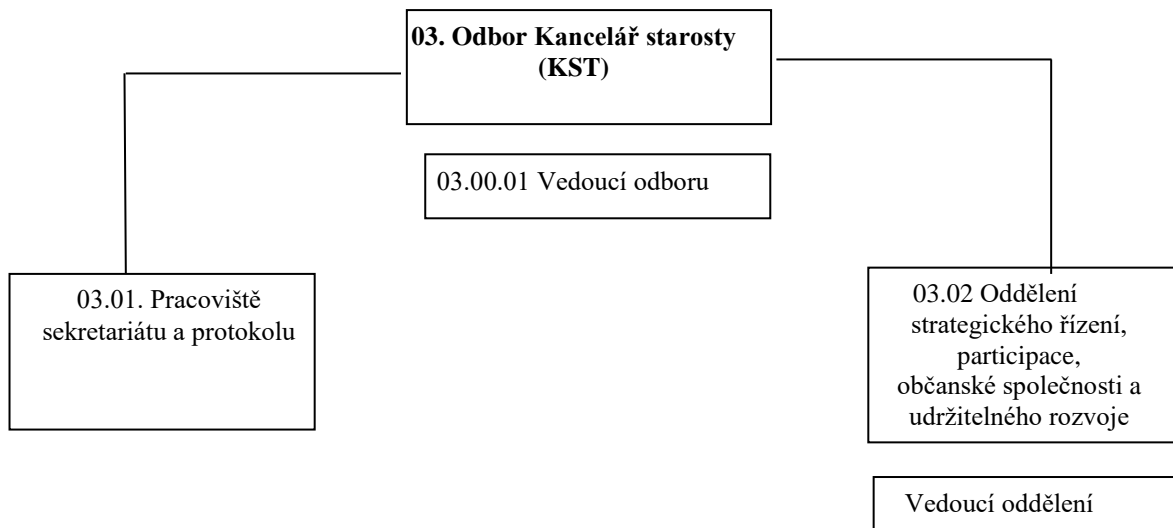 03. Odbor Kancelář starosty
(KST)
03.00.01 Vedoucí odboru
03.01. Pracoviště
sekretariátu a protokolu
03.02 Oddělení
strategického řízení,
participace,
občanské společnosti a
udržitelného rozvoje
Vedoucí oddělení